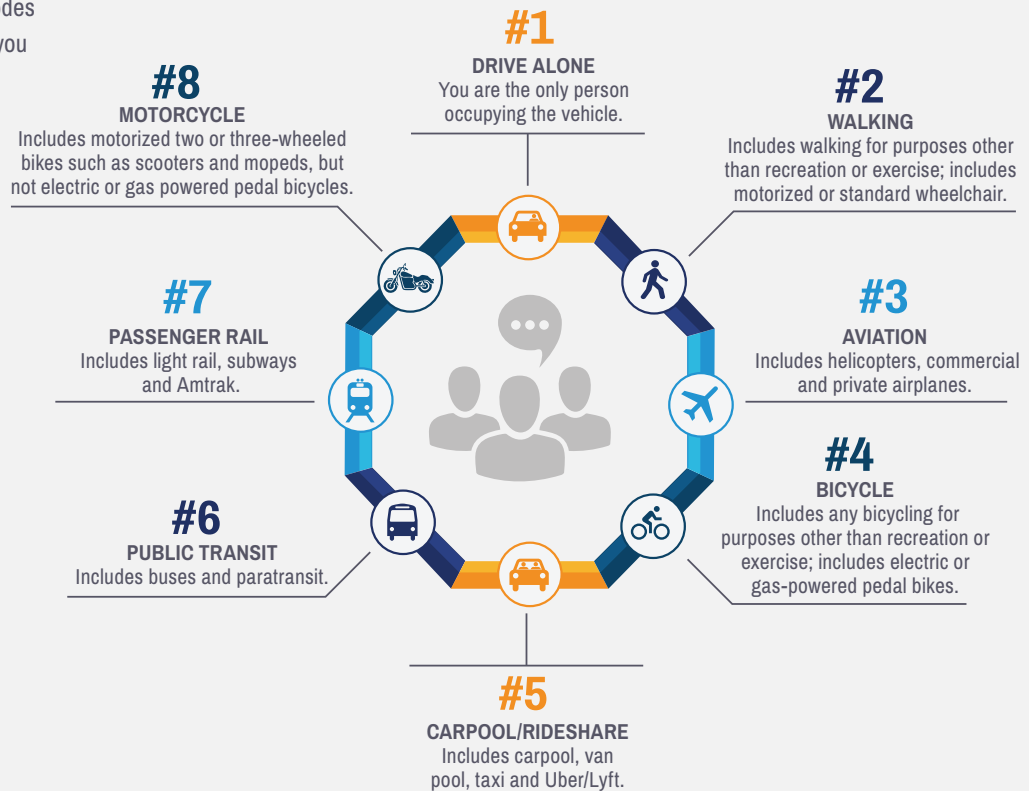 you
#1
DRIVE ALONE
You are the only person
occupying the vehicle.
#2
WALKING
Includes walking for purposes other
than recreation or exercise; includes
motorized or standard wheelchair.
#3
AVIATION
Includes helicopters, commercial
and private airplanes.
#4
BICYCLE
Includes any bicycling for
purposes other than recreation or
exercise; includes electric or
gas-powered pedal bikes.
#5
CARPOOL/RIDESHARE
Includes carpool, van
pool, taxi and Uber/Lyft.
#6
PUBLIC TRANSIT
Includes buses and paratransit.
#7
PASSENGER RAIL
Includes light rail, subways
and Amtrak.
#8
MOTORCYCLE
Includes motorized two or three-wheeled
bikes such as scooters and mopeds, but
not electric or gas powered pedal bicycles.